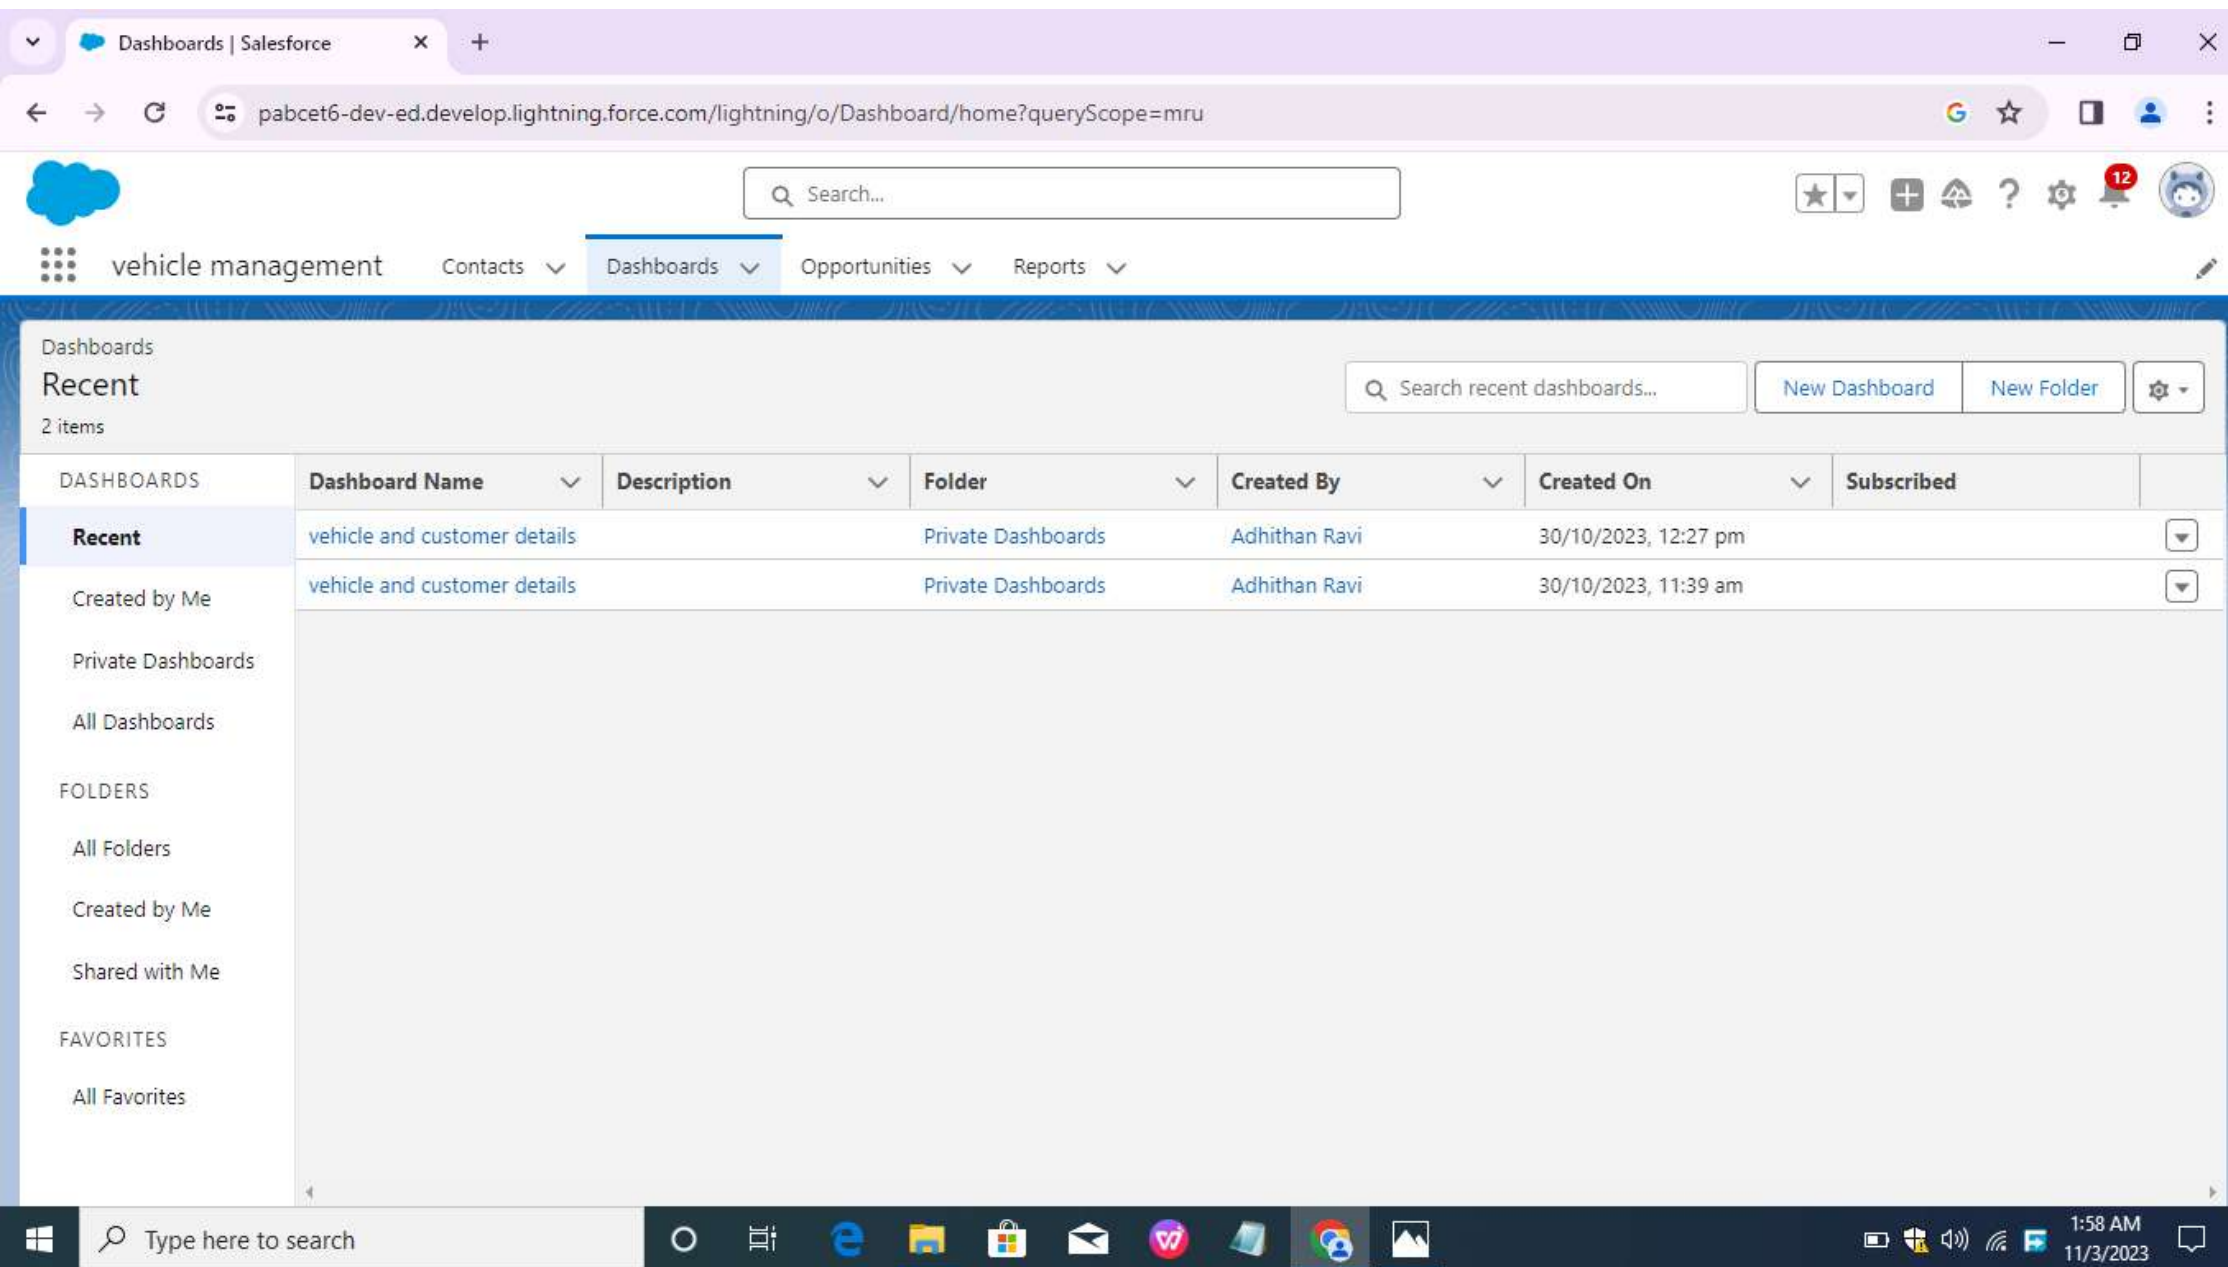 Dashboards | Salesforce
pabcet6-dev-ed.develop.lightning.force.com/lightning/o/Dashboard/home?queryScope=mru
Search...
12
vehicle management Contacts Dashboards Opportunities Reports
Dashboards
Recent
2 items
Search recent dashboards...
New Dashboard
New Folder
DASHBOARDS
Recent
Created by Me
Private Dashboards
All Dashboards
FOLDERS
All Folders
Created by Me
Shared with Me
FAVORITES
All Favorites
Dashboard Name Description Folder Created By Created On Subscribed
vehicle and customer details Private Dashboards Adhithan Ravi 30/10/2023, 12:27 pm
vehicle and customer details Private Dashboards Adhithan Ravi 30/10/2023, 11:39 am
Type here to search
1:58 AM
11/3/2023